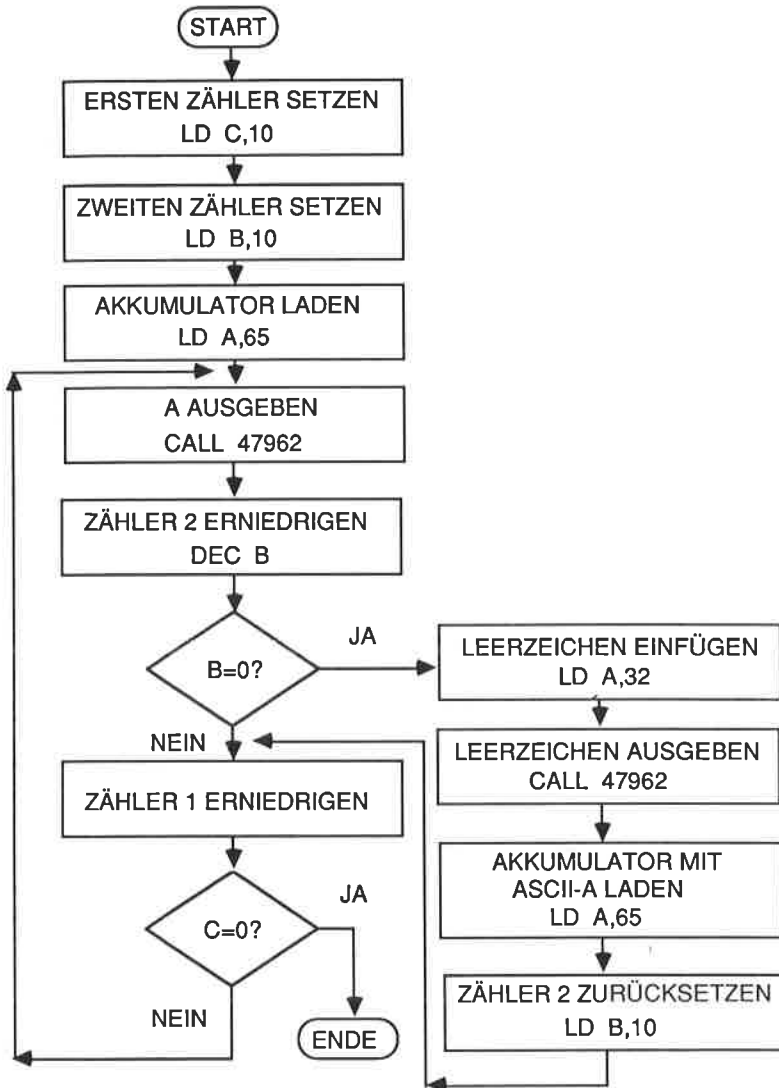 START
ERSTEN ZÄHLER SETZEN
LD C,10
ZWEITEN ZÄHLER SETZEN
LD B,10
AKKUMULATOR LADEN
LD A,65
A AUSGEBEN
CALL 47962
ZÄHLER 2 ERNIEDRIGEN
DEC B
B=0?
JA
NEIN
LEERZEICHEN EINFÜGEN
LD A,32
LEERZEICHEN AUSGEBEN
CALL 47962
AKKUMULATOR MIT
ASCII-A LADEN
LD A,65
ZÄHLER 2 ZURÜCKSETZEN
LD B,10
ZÄHLER 1 ERNIEDRIGEN
C=0?
JA
NEIN
ENDE